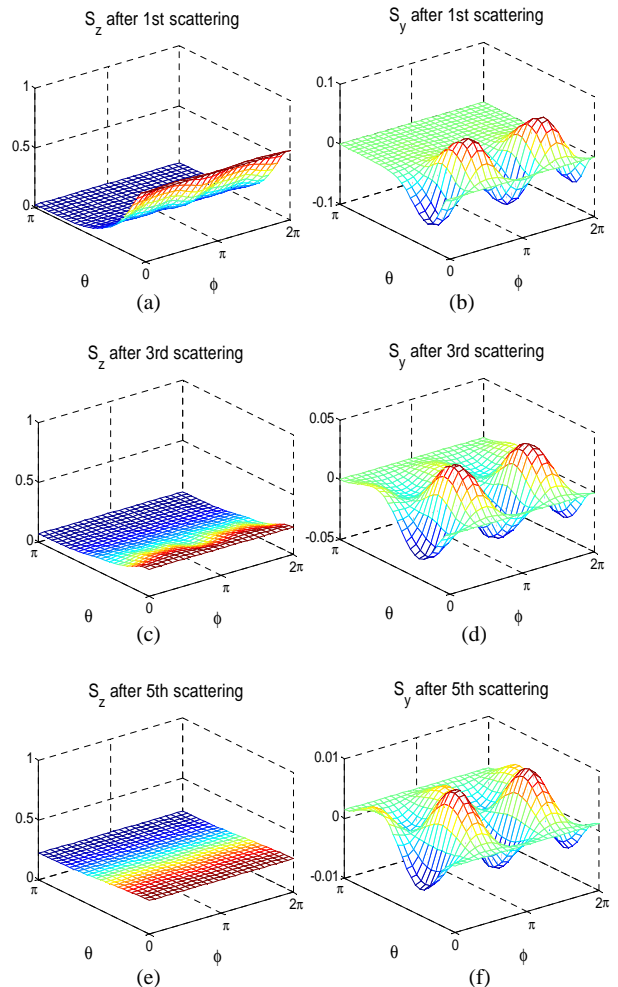 S_z after 1st scattering
1
0.5
0
π
θ
0
π
2π
ϕ
(a)
S_y after 1st scattering
0.1
0
-0.1
π
θ
0
π
2π
ϕ
(b)
S_z after 3rd scattering
1
0.5
0
π
θ
0
π
2π
ϕ
(c)
S_y after 3rd scattering
0.05
0
-0.05
π
θ
0
π
2π
ϕ
(d)
S_z after 5th scattering
1
0.5
0
π
θ
0
π
2π
ϕ
(e)
S_y after 5th scattering
0.01
0
-0.01
π
θ
0
π
2π
ϕ
(f)